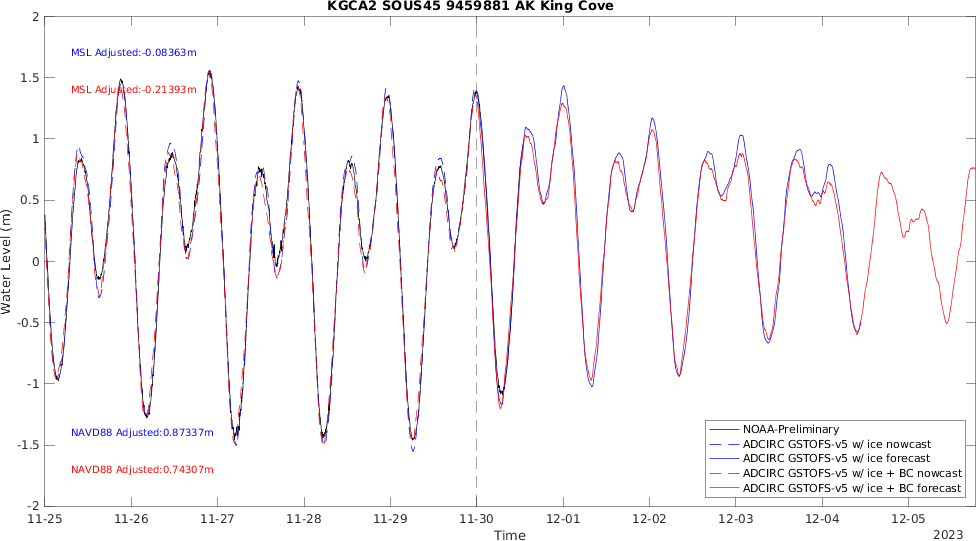 KGCA2 SOUS45 9459881 AK King Cove
2
1.5
1
0.5
0
-0.5
-1
-1.5
-2
Water Level (m)
MSL Adjusted:-0.08363m
MSL Adjusted:-0.21393m
NAVD88 Adjusted:0.87337m
NAVD88 Adjusted:0.74307m
NOAA-Preliminary
ADCIRC GSTOFS-v5 w/ ice nowcast
ADCIRC GSTOFS-v5 w/ ice forecast
ADCIRC GSTOFS-v5 w/ ice + BC nowcast
ADCIRC GSTOFS-v5 w/ ice + BC forecast
11-25 11-26 11-27 11-28 11-29 11-30 12-01 12-02 12-03 12-04 12-05
Time
2023